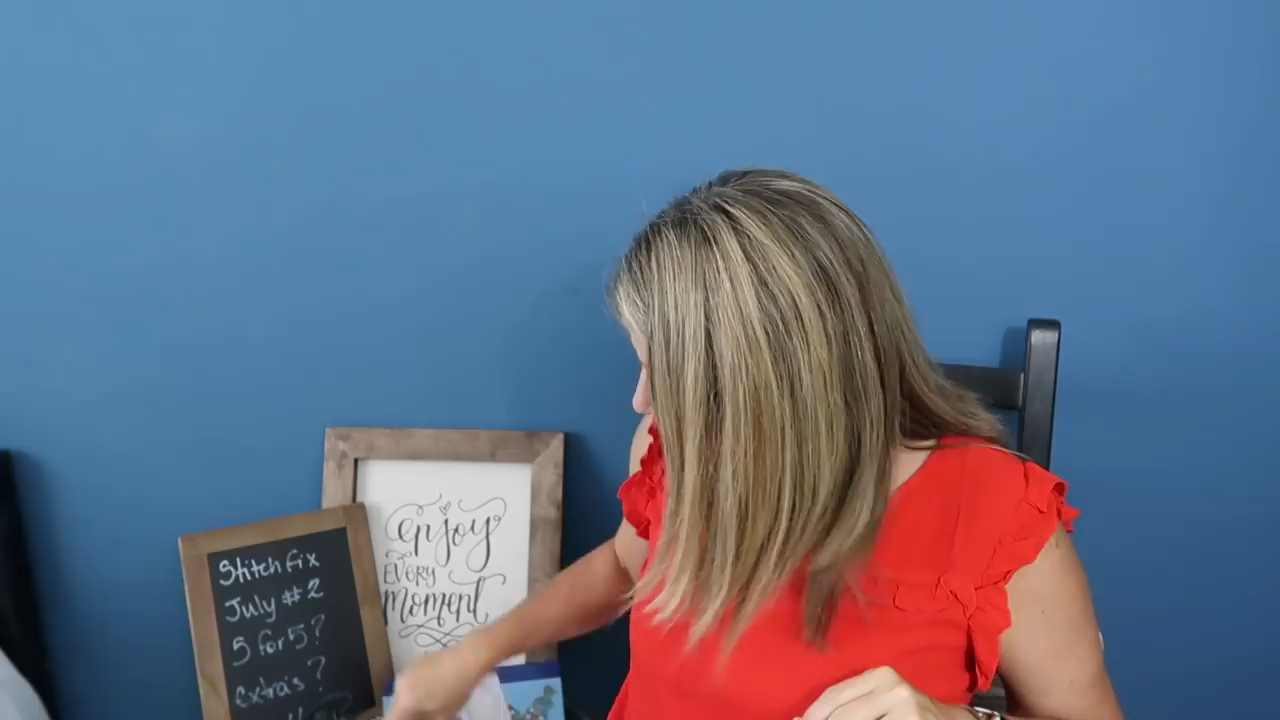 Stitch Fix
July #2
5 for 5?
extra's?
enjoy
EVERY
Moment